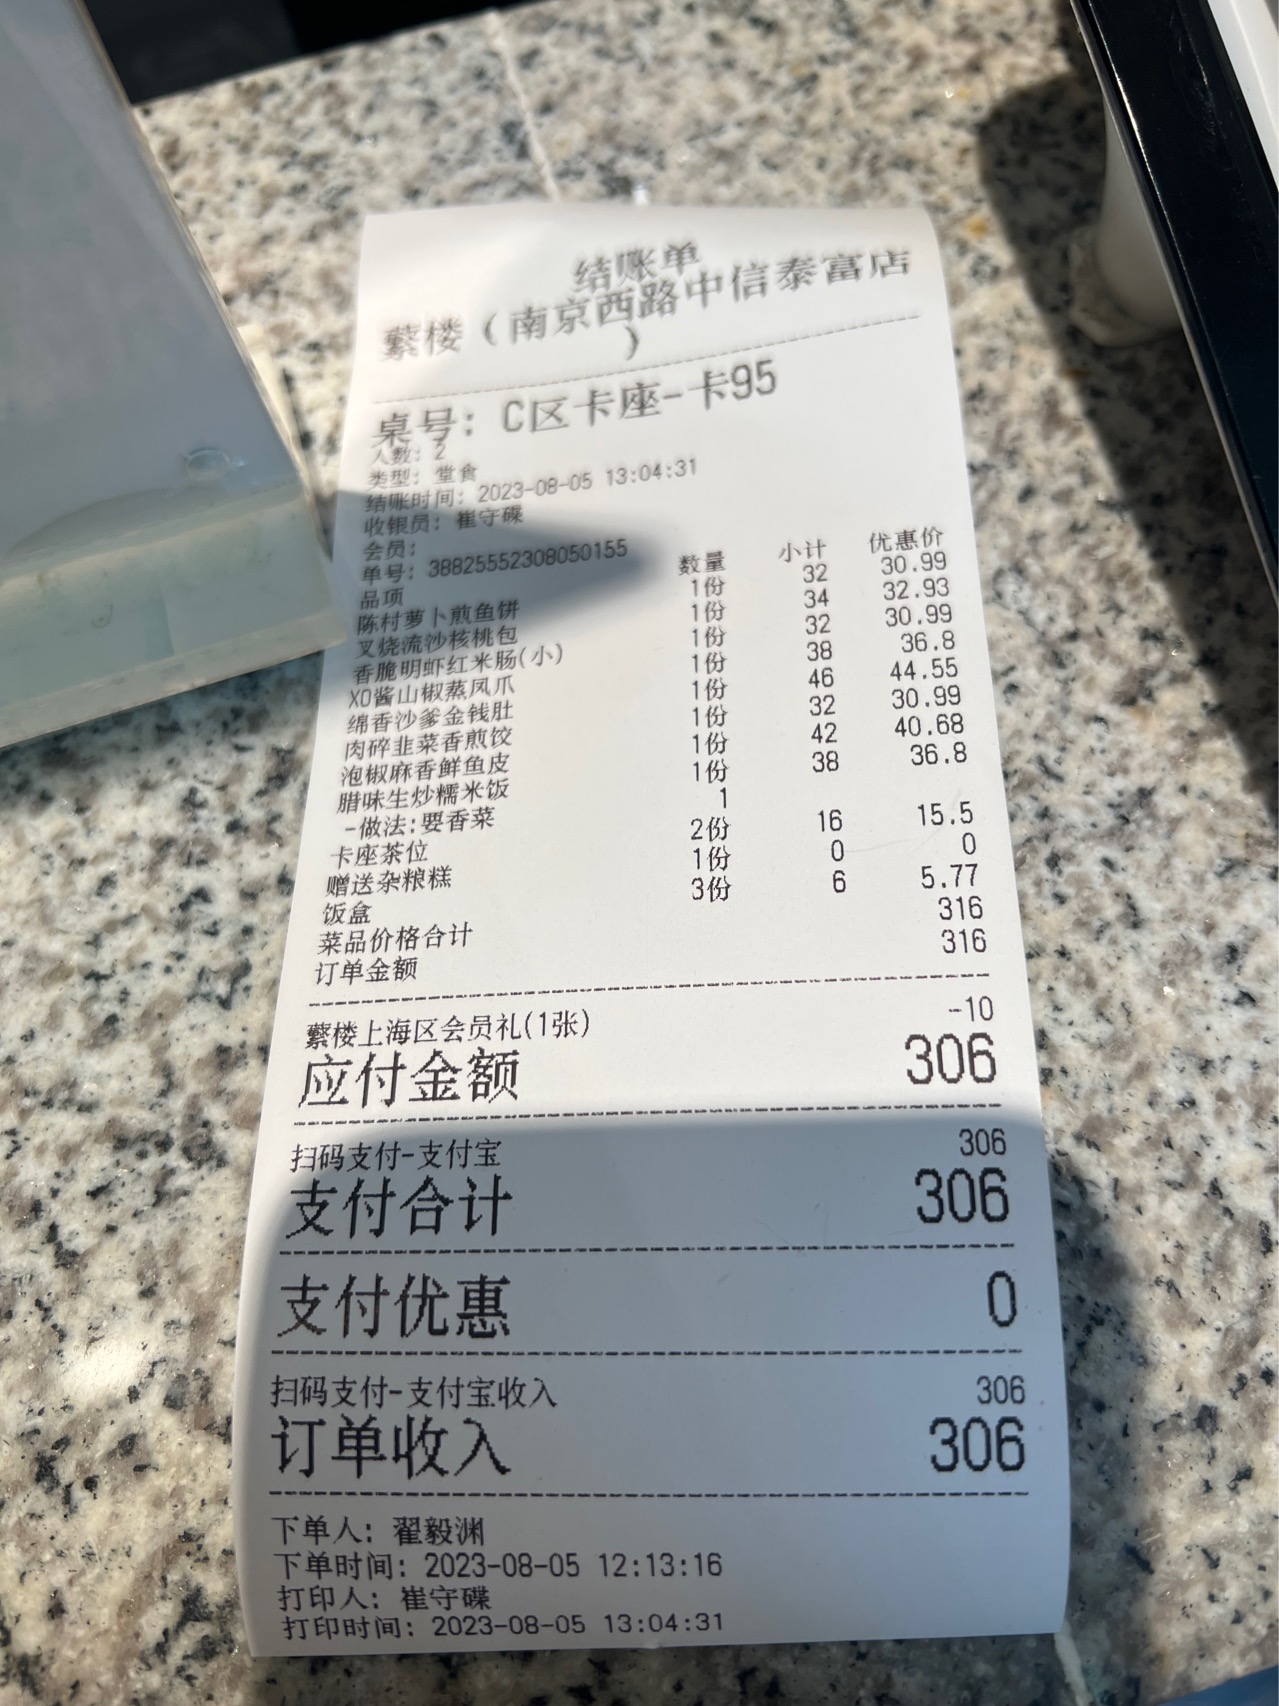 结账单
蘩楼（南京西路中信泰富店
）
桌号：C区卡座-卡95
人数：2
类型：堂食
结账时间：2023-08-05 13:04:31
收银员：崔守碟
会员：
单号：38825552308050155
品项 数量 小计 优惠价
陈村萝卜煎鱼饼 1份 32 30.99
叉烧流沙核桃包 1份 34 32.93
香脆明虾红米肠(小) 1份 32 30.99
XO酱山椒蒸凤爪 1份 38 36.8
绵香沙爹金钱肚 1份 46 44.55
肉碎韭菜香煎饺 1份 32 30.99
泡椒麻香鲜鱼皮 1份 42 40.68
腊味生炒糯米饭 1份 38 36.8
-做法:要香菜 1
卡座茶位 2份 16 15.5
赠送杂粮糕 1份 0 0
饭盒 3份 6 5.77
菜品价格合计 316
订单金额 316
蘩楼上海区会员礼(1张) -10
应付金额 306
扫码支付-支付宝 306
支付合计 306
支付优惠 0
扫码支付-支付宝收入 306
订单收入 306
下单人：翟毅渊
下单时间：2023-08-05 12:13:16
打印人：崔守碟
打印时间：2023-08-05 13:04:31